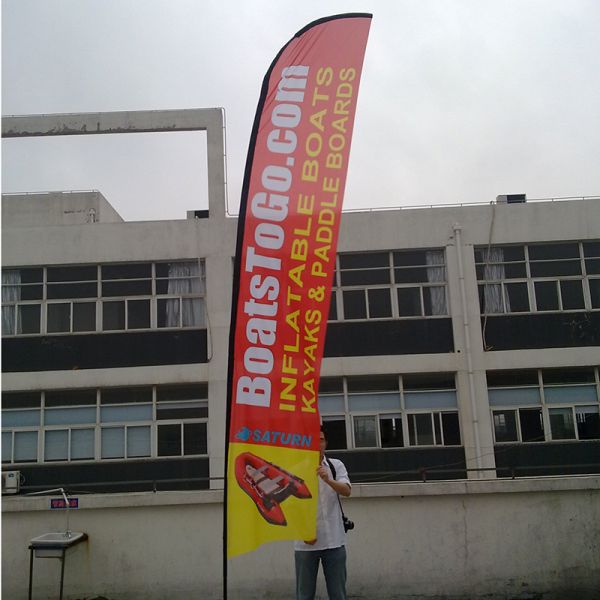 BoatsToGo.com
INFLATABLE BOATS
KAYAKS & PADDLE BOARDS
SATURN